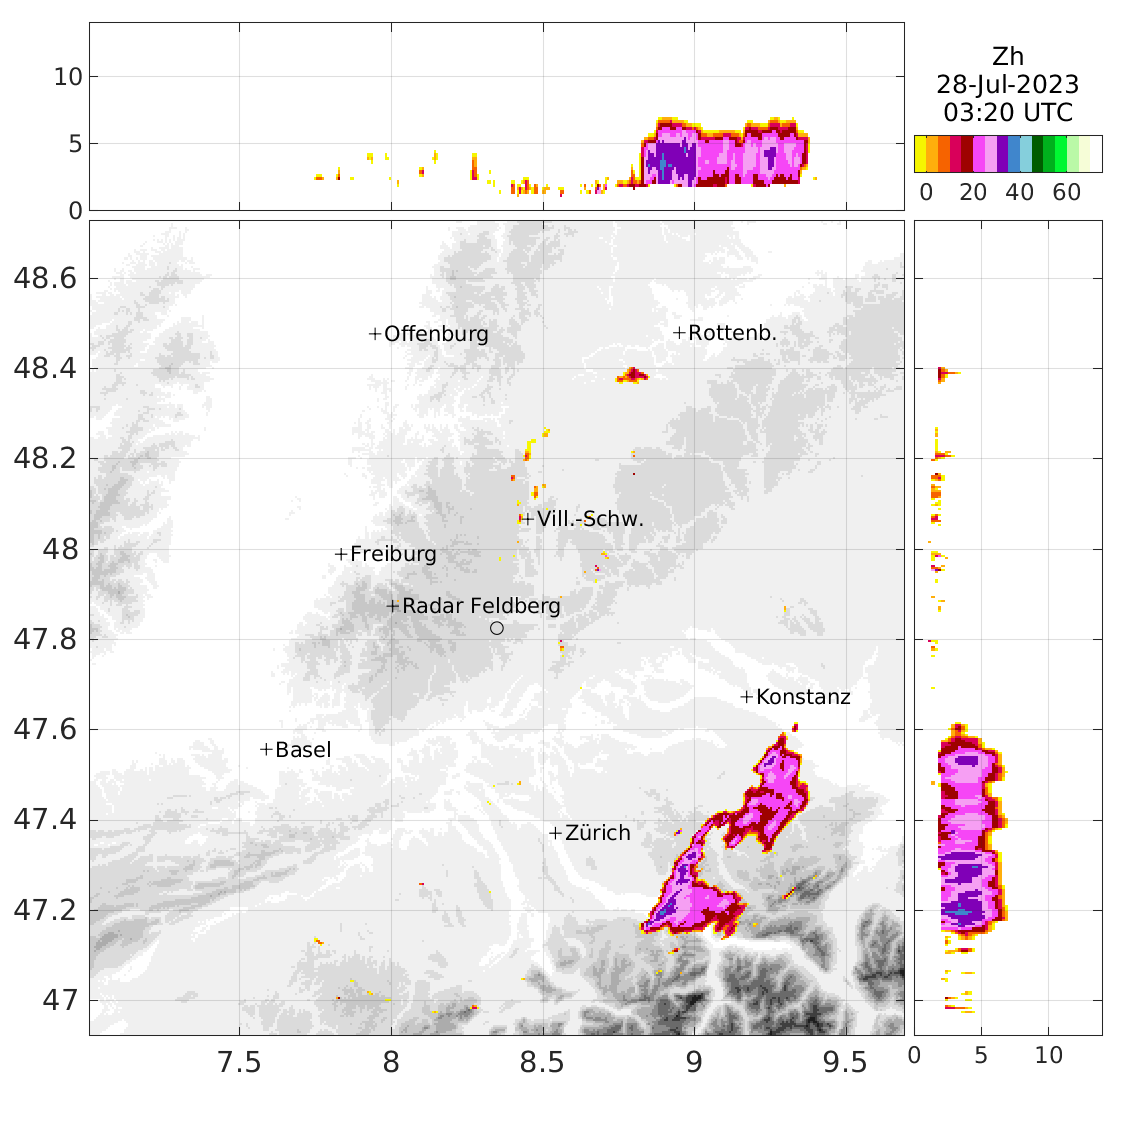 10
5
0
Zh
28-Jul-2023
03:20 UTC
0 20 40 60
48.6
48.4
48.2
48
47.8
47.6
47.4
47.2
47
+Offenburg
+Rottenb.
+Vill.-Schw.
+Freiburg
+Radar Feldberg
+Konstanz
+Basel
+Zürich
7.5 8 8.5 9 9.5
0 5 10